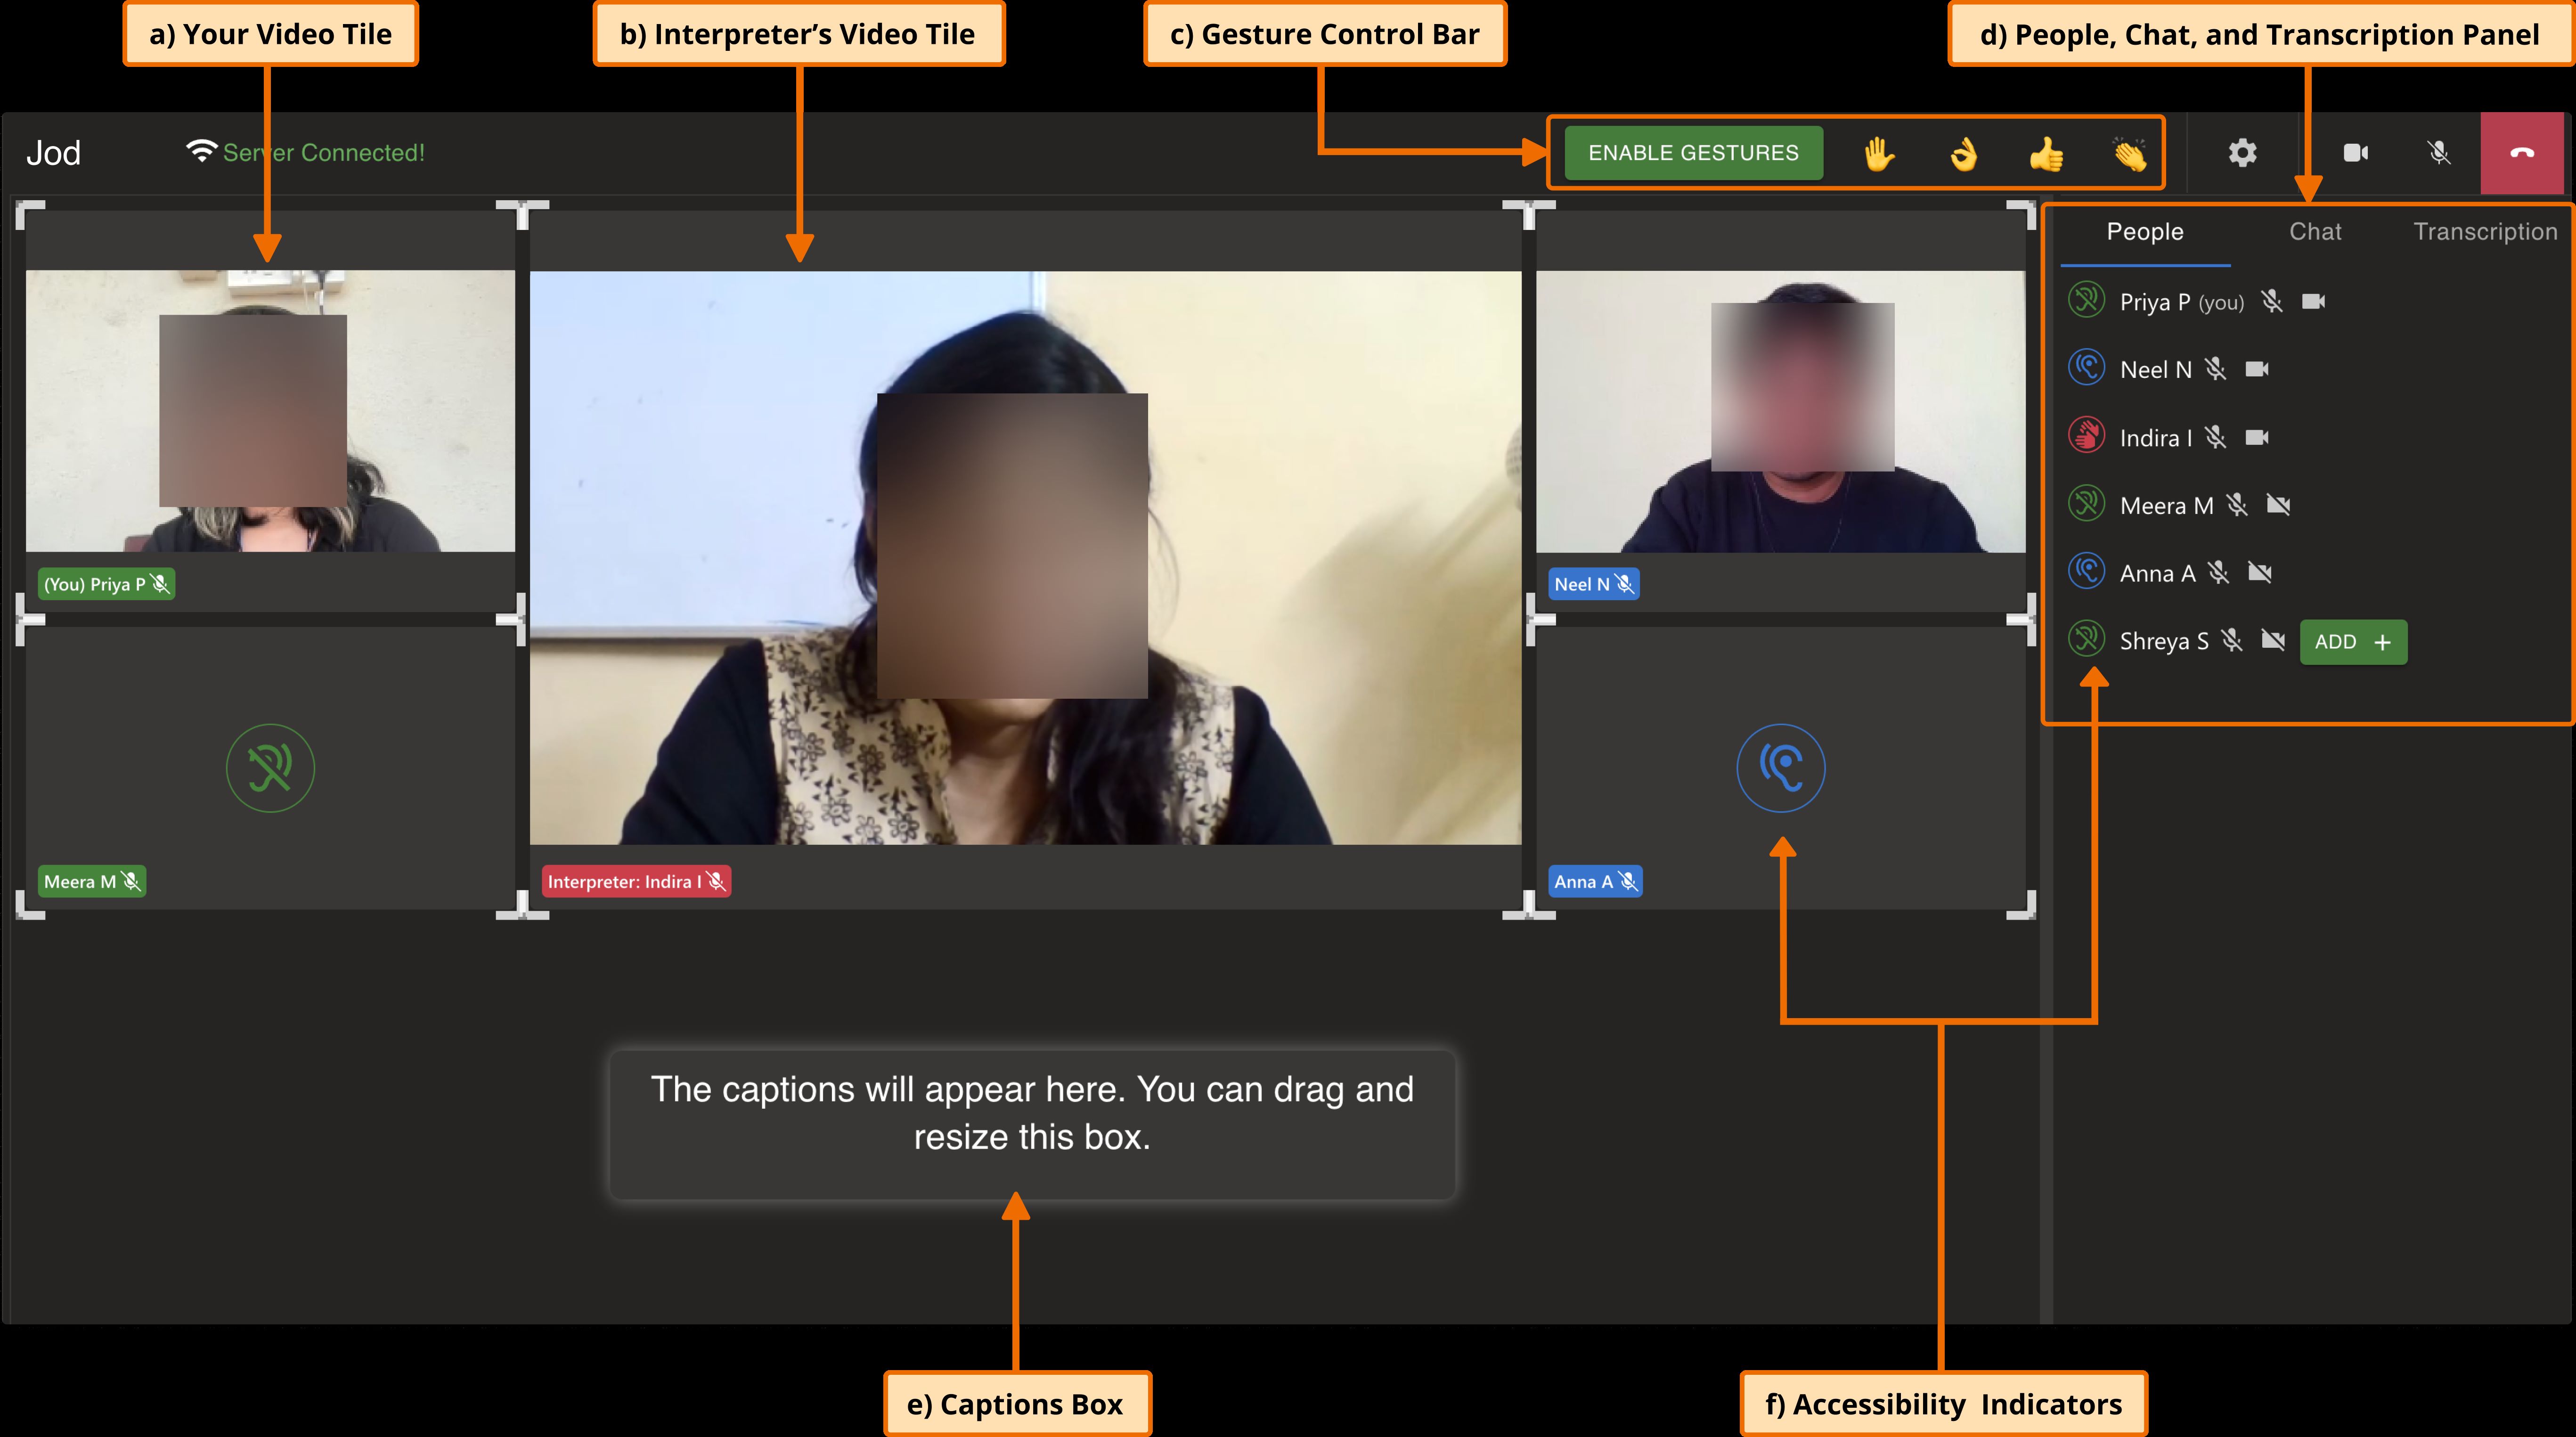 a) Your Video Tile
b) Interpreter’s Video Tile
c) Gesture Control Bar
d) People, Chat, and Transcription Panel
Jod
Server Connected!
ENABLE GESTURES
People
Chat
Transcription
Priya P (you)
Neel N
Indira I
Meera M
Anna A
Shreya S
ADD +
(You) Priya P
Neel N
Meera M
Interpreter: Indira I
Anna A
The captions will appear here. You can drag and
resize this box.
e) Captions Box
f) Accessibility Indicators